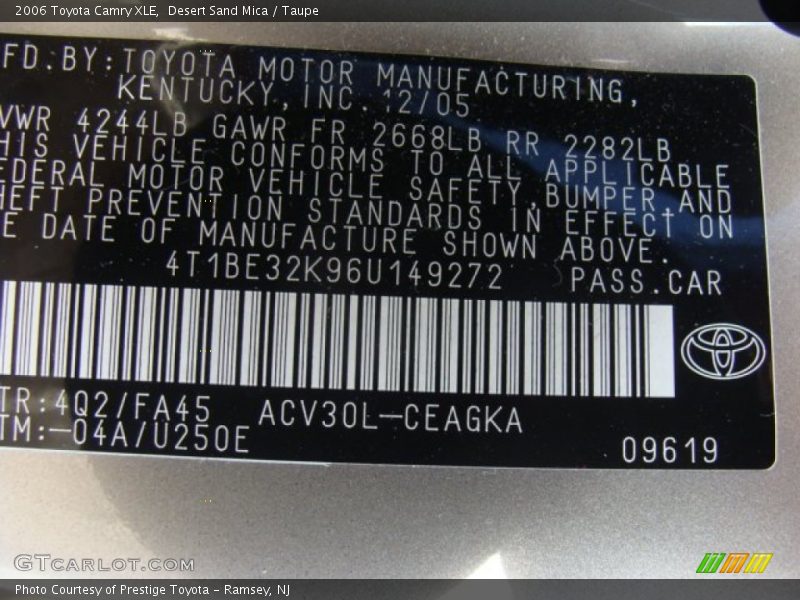 2006 Toyota Camry XLE, Desert Sand Mica / Taupe
FD.BY:TOYOTA MOTOR MANUFACTURING,
KENTUCKY,INC. 12/05
VWR 4244LB GAWR FR 2668LB RR 2282LB
HIS VEHICLE CONFORMS TO ALL APPLICABLE
EDERAL MOTOR VEHICLE SAFETY,BUMPER,AND
HEFT PREVENTION STANDARDS IN EFFECT ON
E DATE OF MANUFACTURE SHOWN ABOVE.
4T1BE32K96U149272 PASS.CAR
TR:4Q2/FA45 ACV30L-CEAGKA
TM:-04A/U250E
09619
GTCARLOT.COM
Photo Courtesy of Prestige Toyota - Ramsey, NJ